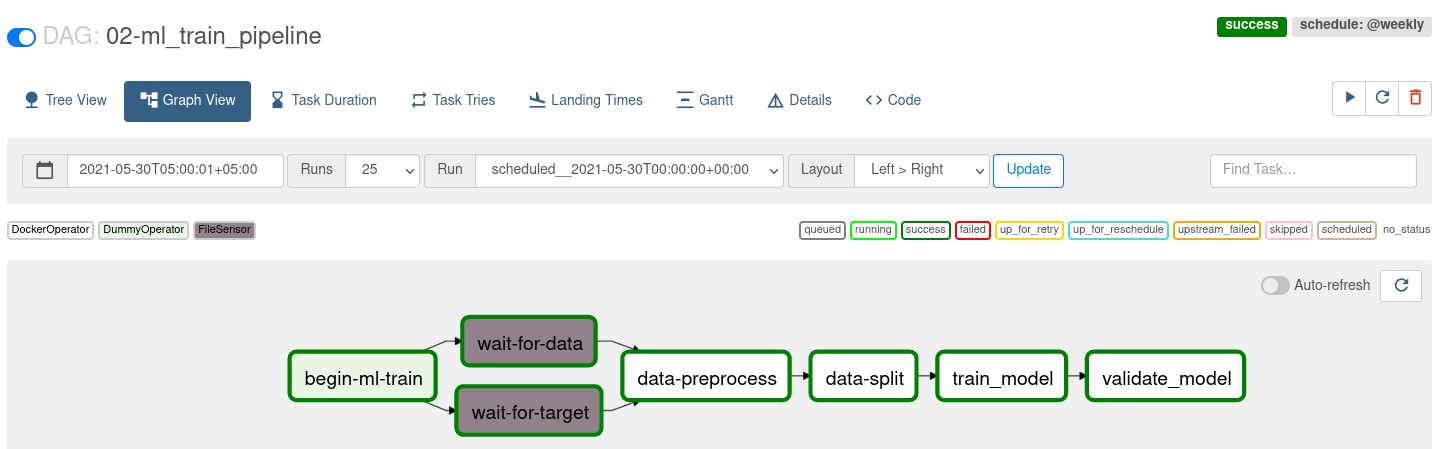 DAG: 02-ml_train_pipeline
success schedule: @weekly
Tree View Graph View Task Duration Task Tries Landing Times Gantt Details Code
2021-05-30T05:00:01+05:00 Runs 25 Run scheduled__2021-05-30T00:00:00+00:00 Layout Left > Right Update Find Task...
DockerOperator DummyOperator FileSensor queued running success failed up_for_retry up_for_reschedule upstream_failed skipped scheduled no_status
Auto-refresh
wait-for-data
begin-ml-train data-preprocess data-split train_model validate_model
wait-for-target